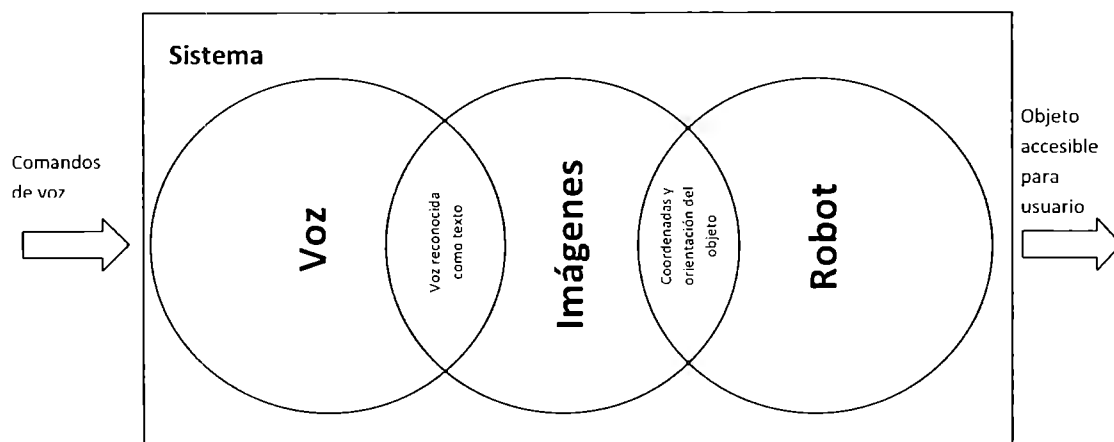 Sistema
Comandos
de voz
Voz
Voz reconocida
como texto
Imágenes
Coordenadas y
orientación del
objeto
Robot
Objeto
accesible
para
usuario